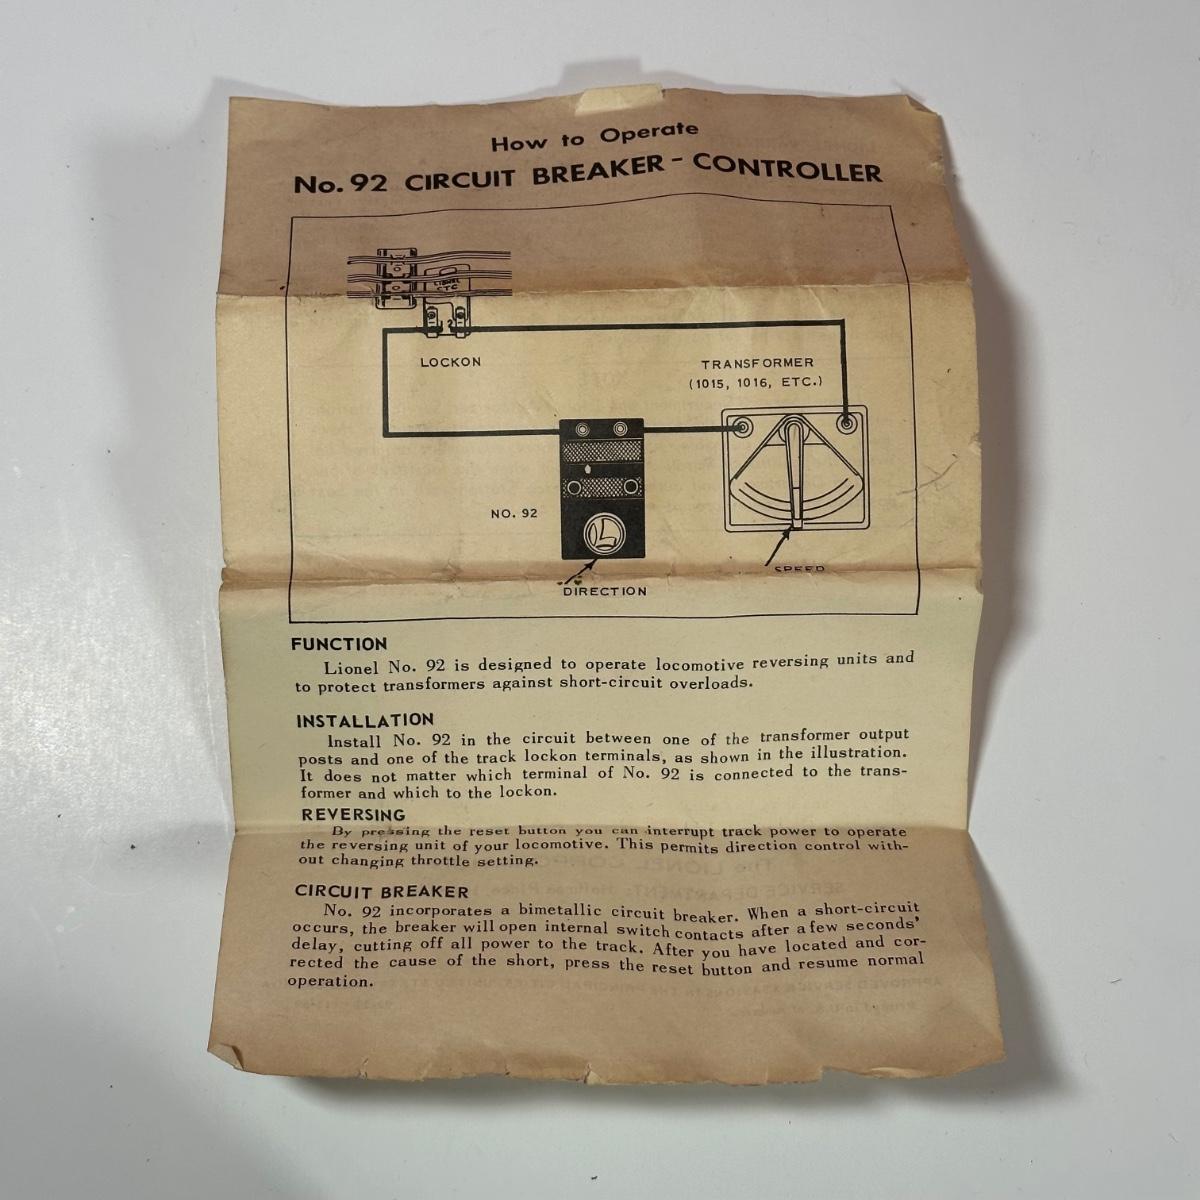 How to Operate
No. 92 CIRCUIT BREAKER - CONTROLLER
LIONEL
CTC
1 2
LOCKON
TRANSFORMER
(1015, 1016, ETC.)
NO. 92
L
SPEED
DIRECTION
FUNCTION
Lionel No. 92 is designed to operate locomotive reversing units and
to protect transformers against short-circuit overloads.
INSTALLATION
Install No. 92 in the circuit between one of the transformer output
posts and one of the track lockon terminals, as shown in the illustration.
It does not matter which terminal of No. 92 is connected to the trans-
former and which to the lockon.
REVERSING
By pressing the reset button you can interrupt track power to operate
the reversing unit of your locomotive. This permits direction control with-
out changing throttle setting.
CIRCUIT BREAKER
No. 92 incorporates a bimetallic circuit breaker. When a short-circuit
occurs, the breaker will open internal switch contacts after a few seconds'
delay, cutting off all power to the track. After you have located and cor-
rected the cause of the short, press the reset button and resume normal
operation.